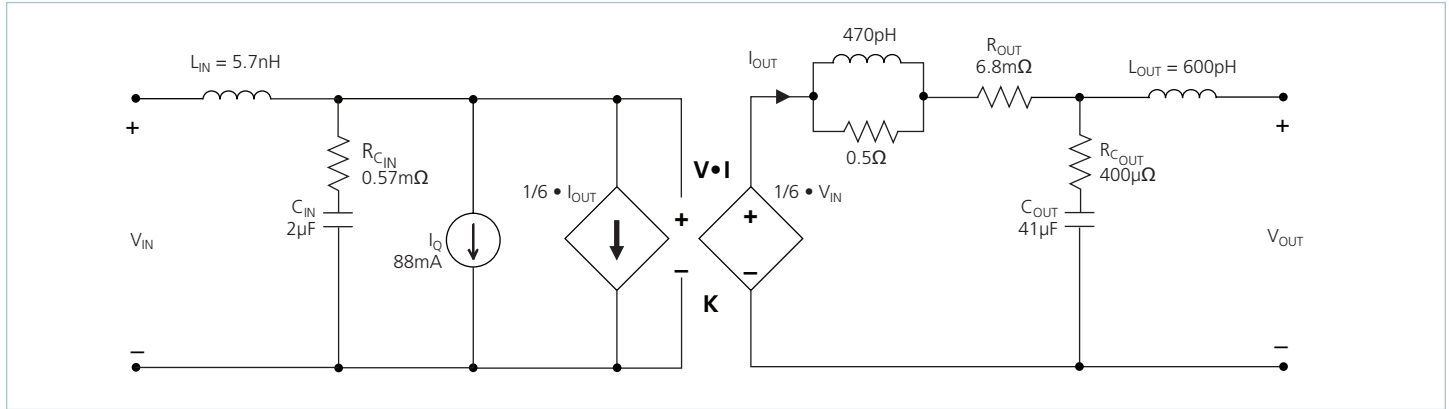 L_IN = 5.7nH
+
R_C_IN
0.57mΩ
C_IN
2µF
V_IN
I_Q
88mA
1/6 • I_OUT
V•I
+
–
K
1/6 • V_IN
+
–
I_OUT
470pH
0.5Ω
R_OUT
6.8mΩ
L_OUT = 600pH
+
R_C_OUT
400µΩ
C_OUT
41µF
V_OUT
–
–